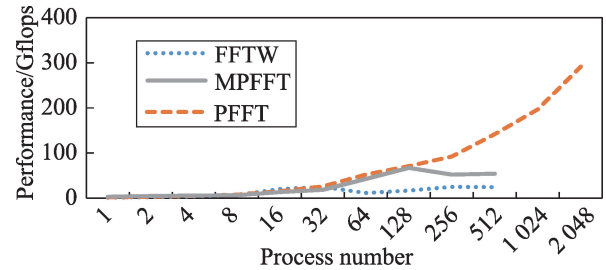 Performance/Gflops
400
300
200
100
0
FFTW
MPFFT
PFFT
1 2 4 8 16 32 64 128 256 512 1 024 2 048
Process number